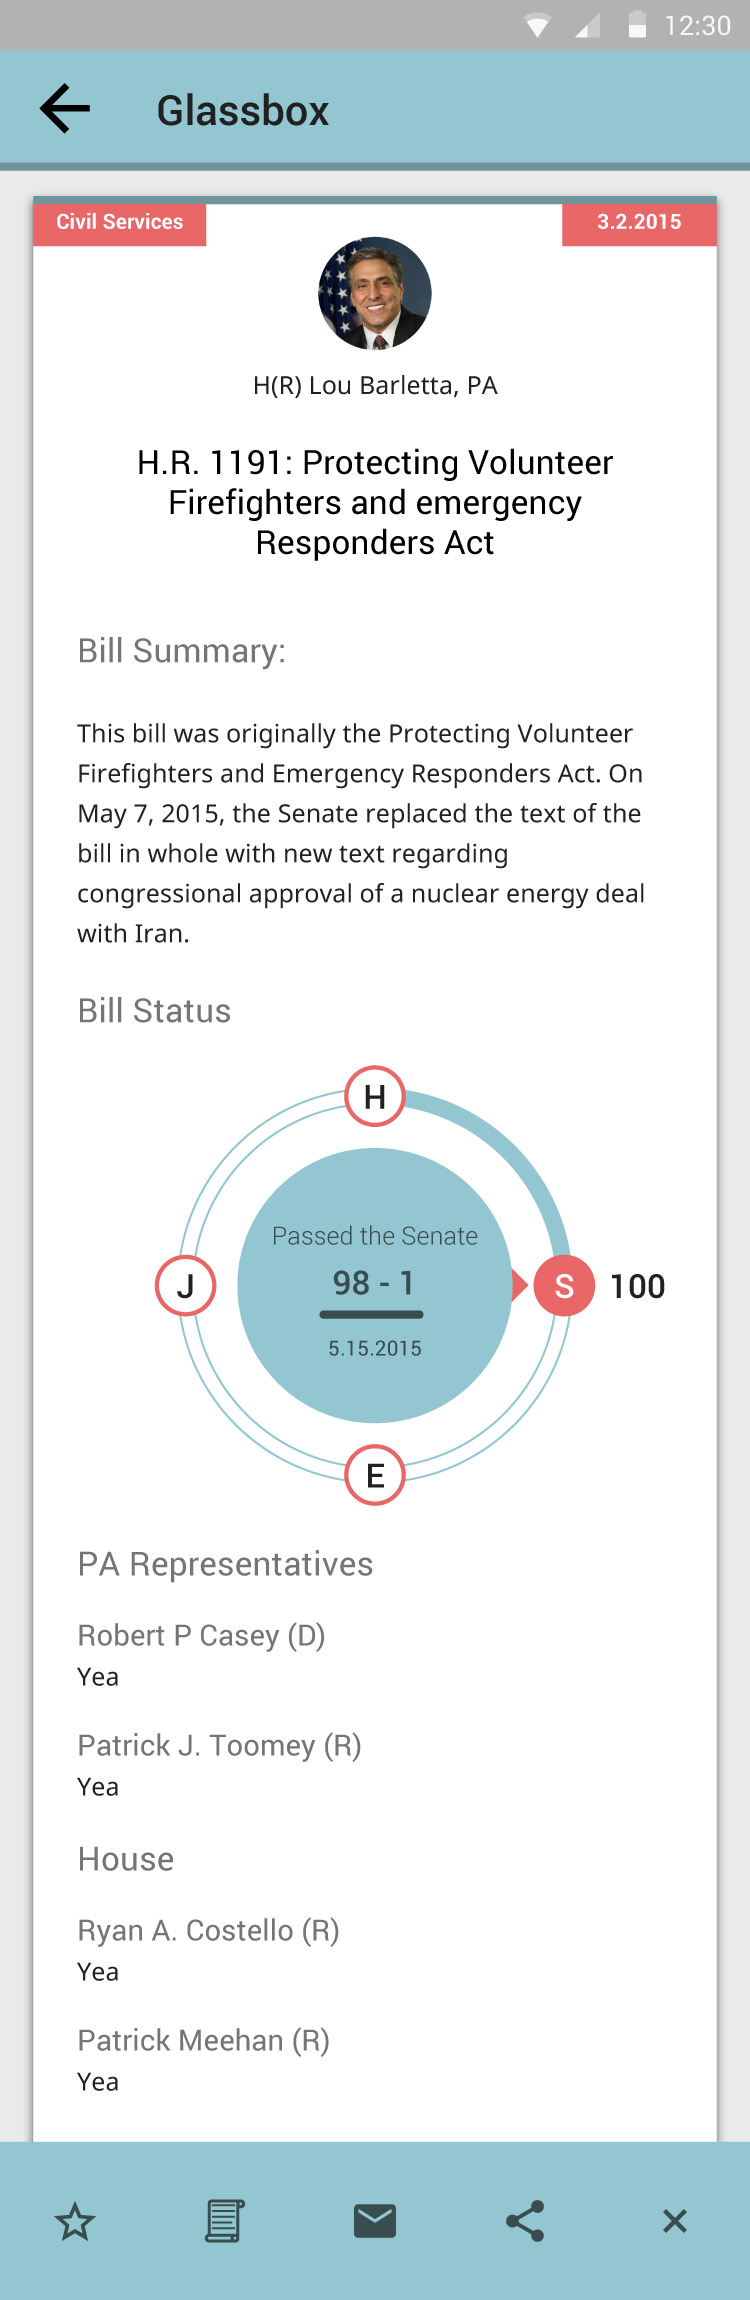 12:30
Glassbox
Civil Services
3.2.2015
H(R) Lou Barletta, PA
H.R. 1191: Protecting Volunteer
Firefighters and emergency
Responders Act
Bill Summary:
This bill was originally the Protecting Volunteer
Firefighters and Emergency Responders Act. On
May 7, 2015, the Senate replaced the text of the
bill in whole with new text regarding
congressional approval of a nuclear energy deal
with Iran.
Bill Status
H
Passed the Senate
98 - 1
5.15.2015
J
S 100
E
PA Representatives
Robert P Casey (D)
Yea
Patrick J. Toomey (R)
Yea
House
Ryan A. Costello (R)
Yea
Patrick Meehan (R)
Yea